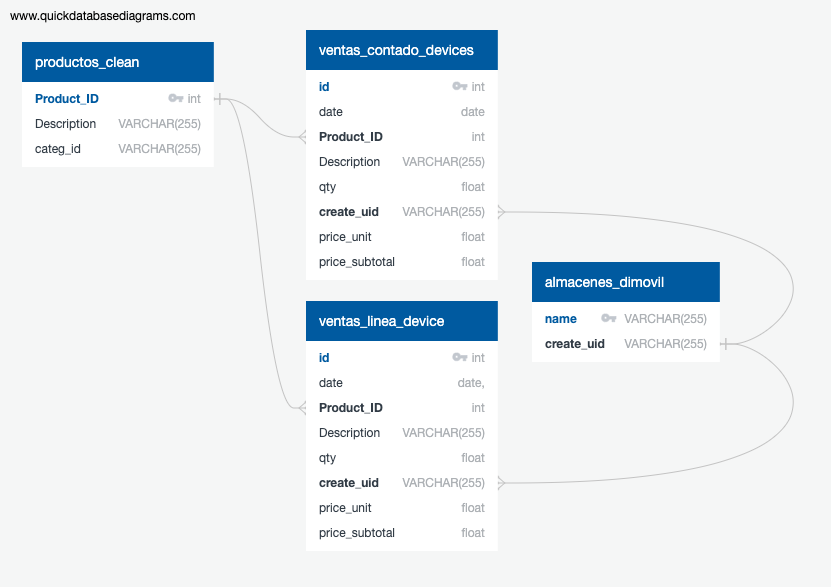 www.quickdatabasediagrams.com
productos_clean
Product_ID int
Description VARCHAR(255)
categ_id VARCHAR(255)
ventas_contado_devices
id int
date date
Product_ID int
Description VARCHAR(255)
qty float
create_uid VARCHAR(255)
price_unit float
price_subtotal float
almacenes_dimovil
name VARCHAR(255)
create_uid VARCHAR(255)
ventas_linea_device
id int
date date,
Product_ID int
Description VARCHAR(255)
qty float
create_uid VARCHAR(255)
price_unit float
price_subtotal float